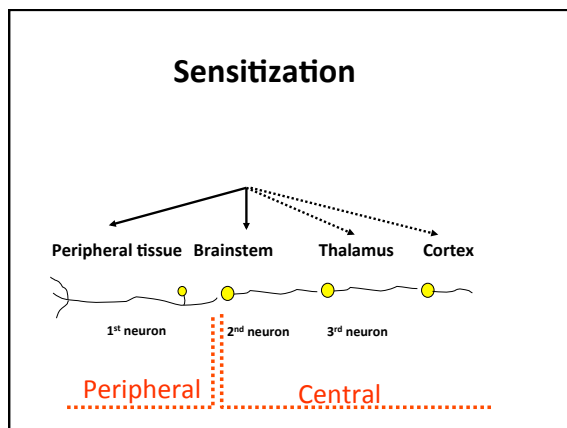 Sensitization
Peripheral tissue Brainstem Thalamus Cortex
1st neuron 2nd neuron 3rd neuron
Peripheral Central